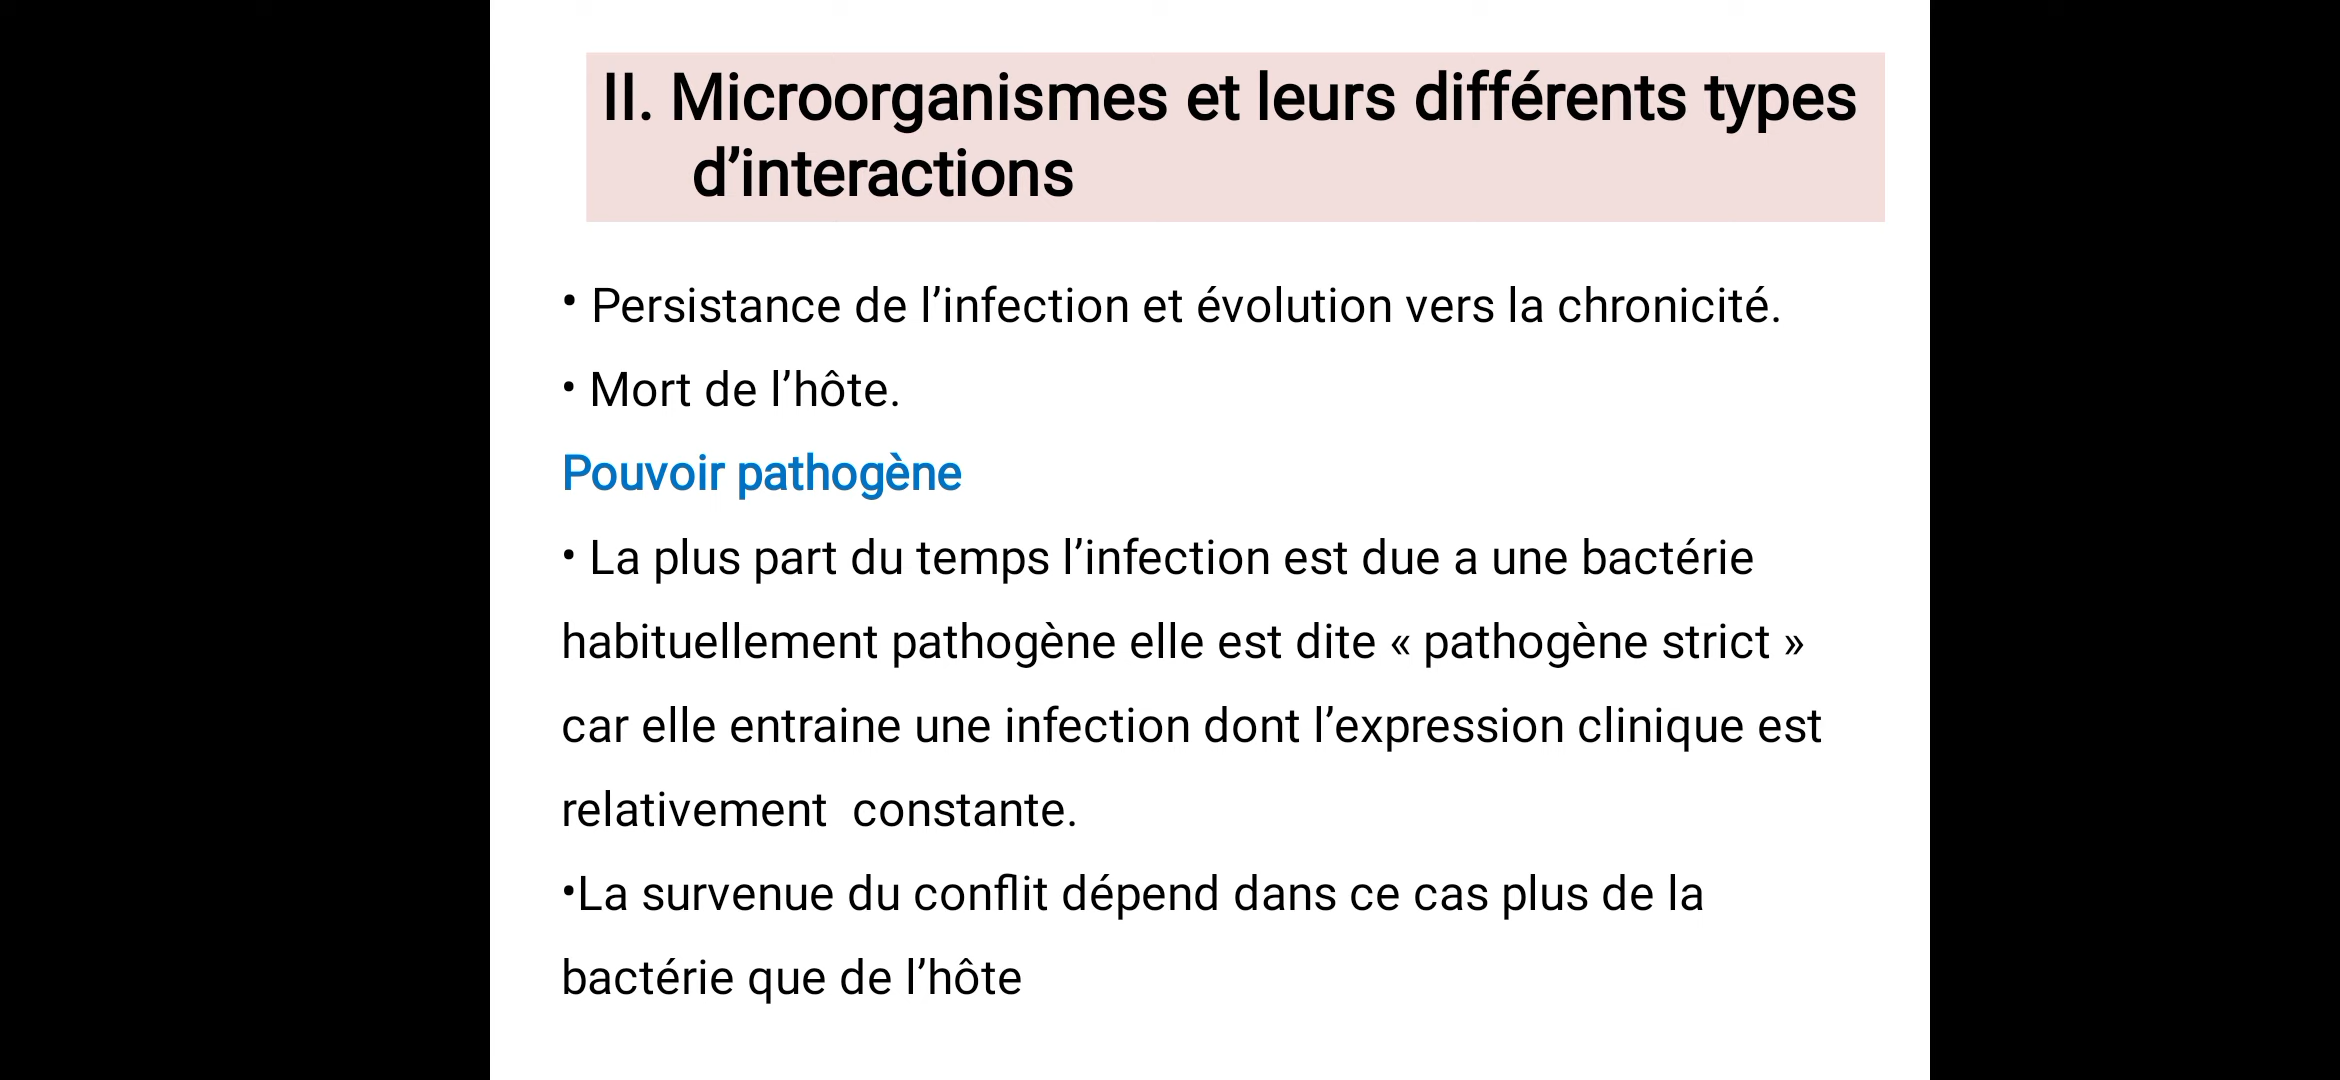 II. Microorganismes et leurs différents types
d’interactions
• Persistance de l’infection et évolution vers la chronicité.
• Mort de l’hôte.
Pouvoir pathogène
• La plus part du temps l’infection est due a une bactérie
habituellement pathogène elle est dite « pathogène strict »
car elle entraine une infection dont l’expression clinique est
relativement  constante.
•La survenue du conflit dépend dans ce cas plus de la
bactérie que de l’hôte